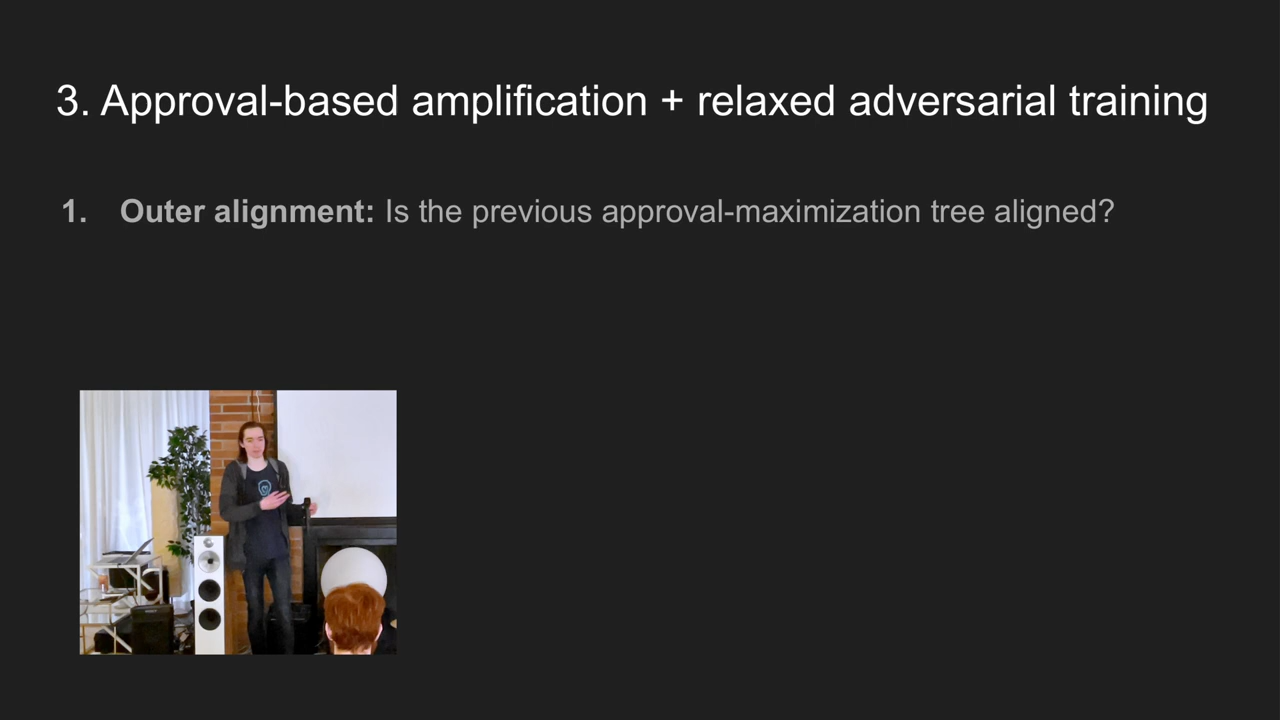 3. Approval-based amplification + relaxed adversarial training
1. Outer alignment: Is the previous approval-maximization tree aligned?